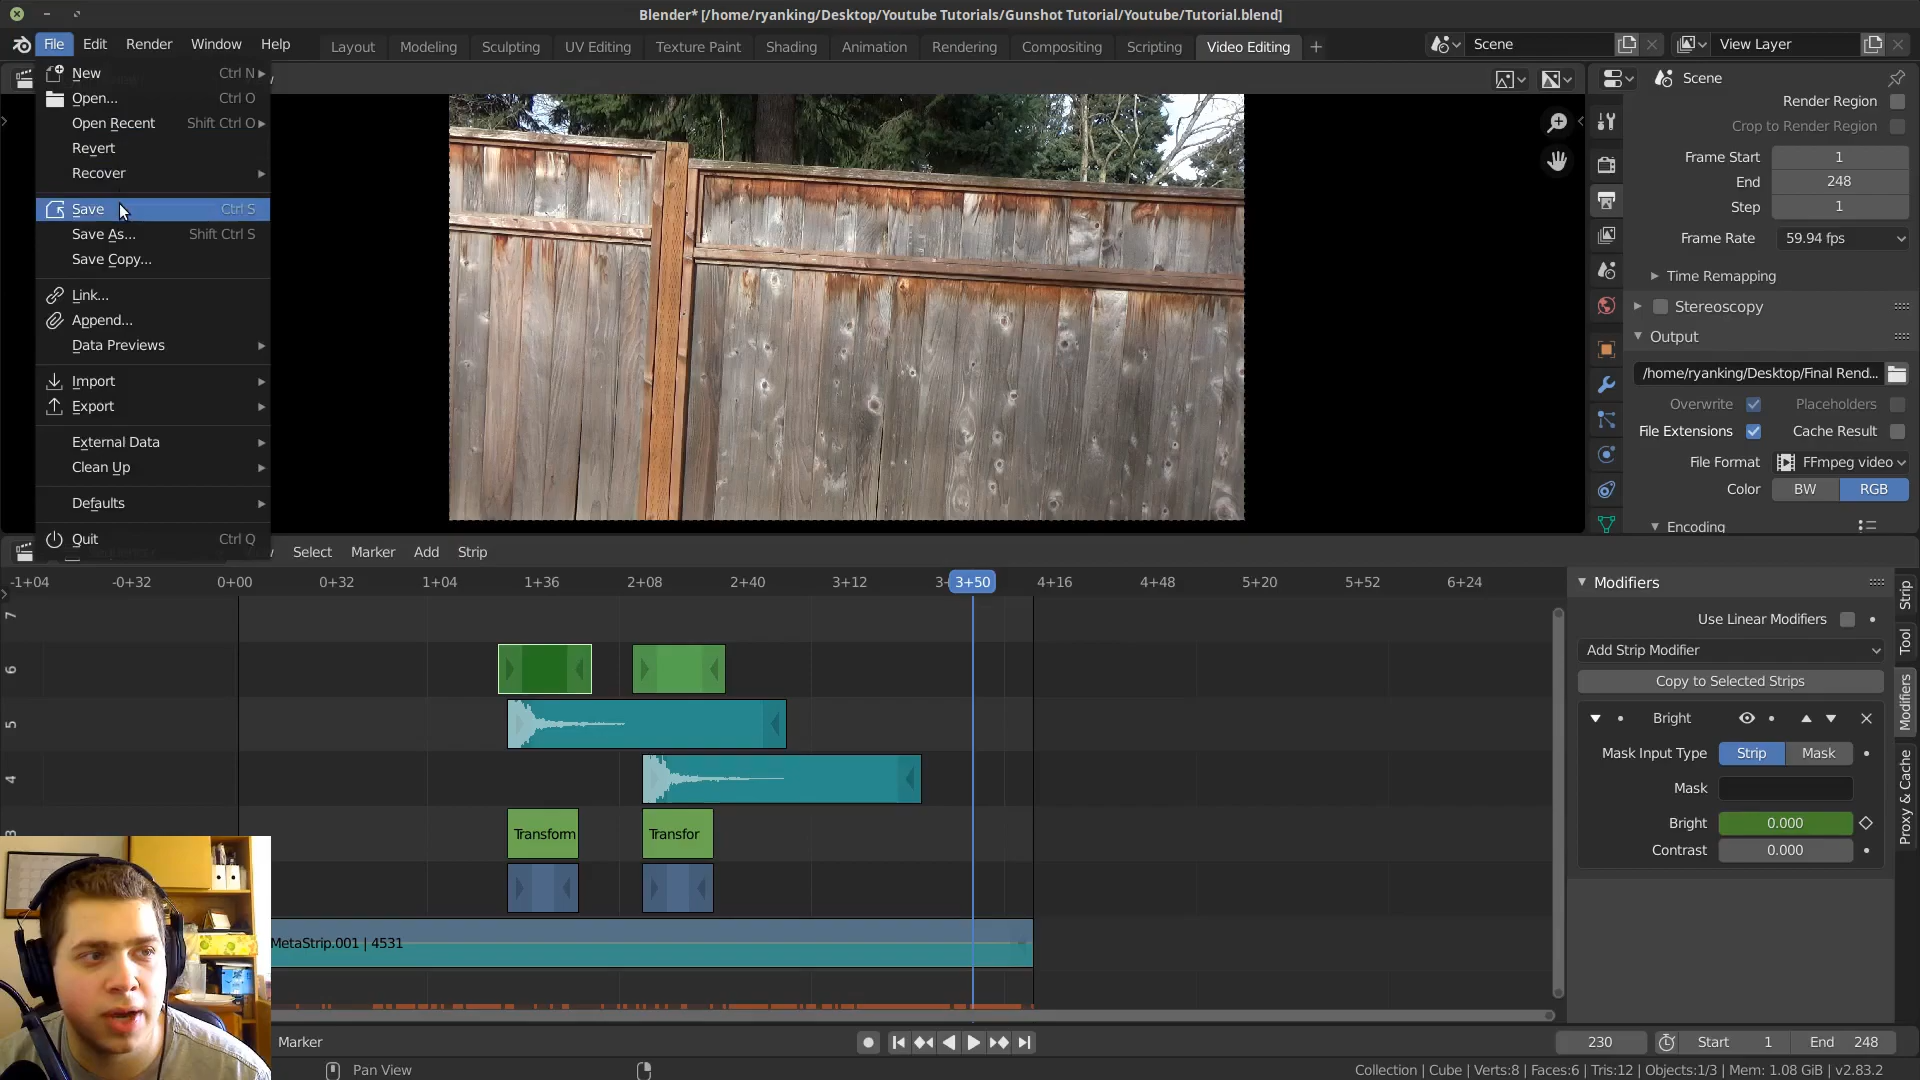 Blender* [/home/ryanking/Desktop/Youtube Tutorials/Gunshot Tutorial/Youtube/Tutorial.blend]
File Edit Render Window Help
Layout Modeling Sculpting UV Editing Texture Paint Shading Animation Rendering Compositing Scripting Video Editing +
Scene
View Layer
New Ctrl N
Open... Ctrl O
Open Recent Shift Ctrl O
Revert
Recover
Save Ctrl S
Save As... Shift Ctrl S
Save Copy...
Link...
Append...
Data Previews
Import
Export
External Data
Clean Up
Defaults
Quit Ctrl Q
Scene
Render Region
Crop to Render Region
Frame Start 1
End 248
Step 1
Frame Rate 59.94 fps
Time Remapping
Stereoscopy
Output
/home/ryanking/Desktop/Final Rend...
Overwrite Placeholders
File Extensions Cache Result
File Format FFmpeg video
Color BW RGB
Encoding
Select Marker Add Strip
-1+04 -0+32 0+00 0+32 1+04 1+36 2+08 2+40 3+12 3+50 4+16 4+48 5+20 5+52 6+24
7
6
5
4
3
Transform
Transfor
MetaStrip.001 | 4531
Modifiers
Use Linear Modifiers
Add Strip Modifier
Copy to Selected Strips
Bright
Mask Input Type Strip Mask
Mask
Bright 0.000
Contrast 0.000
Strip
Tool
Modifiers
Proxy & Cache
Marker
230
Start 1
End 248
Pan View
Collection | Cube | Verts:8 | Faces:6 | Tris:12 | Objects:1/3 | Mem: 1.08 GiB | v2.83.2